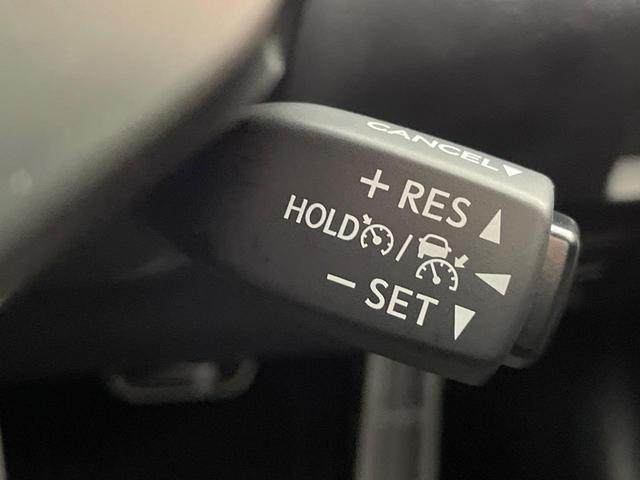 CANCEL▼
+ RES ▲
HOLD /
− SET ▼